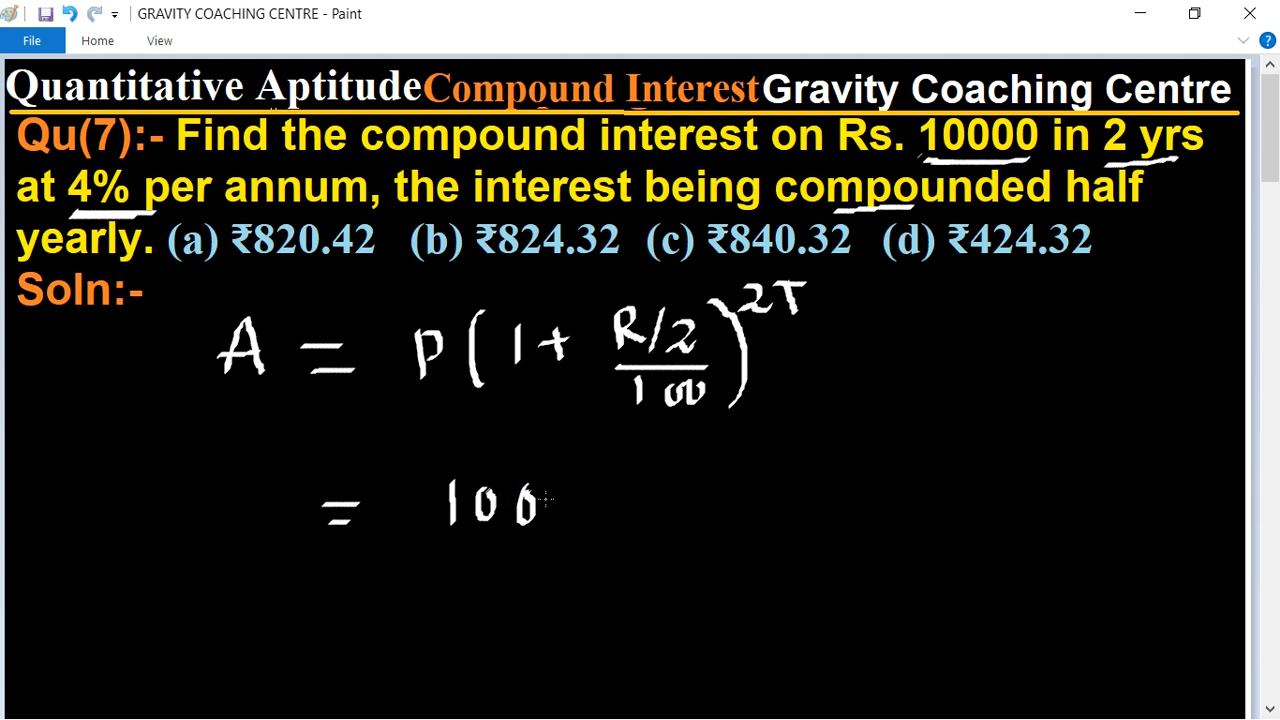 GRAVITY COACHING CENTRE - Paint
File Home View
Quantitative Aptitude Compound Interest Gravity Coaching Centre
Qu(7):- Find the compound interest on Rs. 10000 in 2 yrs
at 4% per annum, the interest being compounded half
yearly. (a) ₹820.42 (b) ₹824.32 (c) ₹840.32 (d) ₹424.32
Soln:-
A = P(1+ (R/2)/100)^2T
= 100